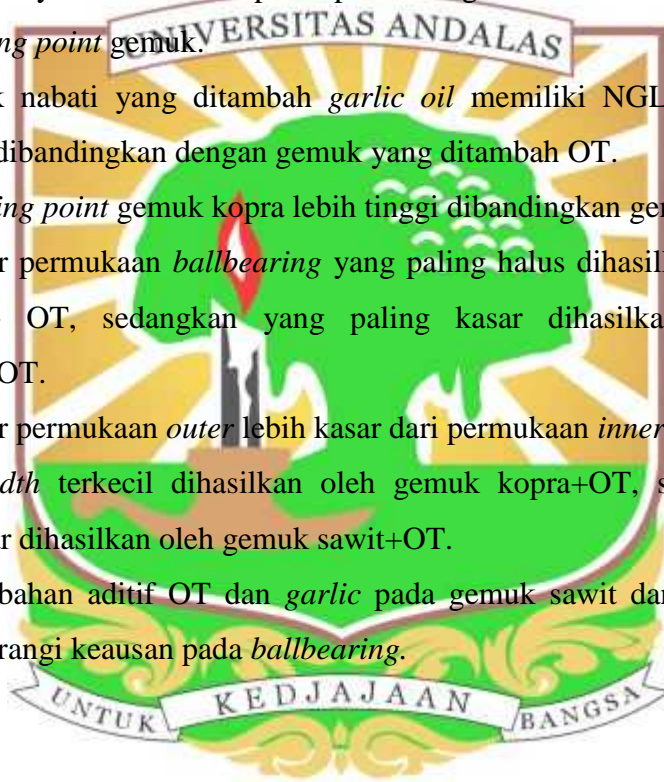 UNIVERSITAS ANDALAS
ng point gemuk.
k nabati yang ditambah garlic oil memiliki NGL
dibandingkan dengan gemuk yang ditambah OT.
ing point gemuk kopra lebih tinggi dibandingkan ge
r permukaan ballbearing yang paling halus dihasil
OT, sedangkan yang paling kasar dihasilka
OT.
r permukaan outer lebih kasar dari permukaan inner
dth terkecil dihasilkan oleh gemuk kopra+OT, s
r dihasilkan oleh gemuk sawit+OT.
bahan aditif OT dan garlic pada gemuk sawit da
rangi keausan pada ballbearing.
UNTUK KEDJAJAAN BANGSA